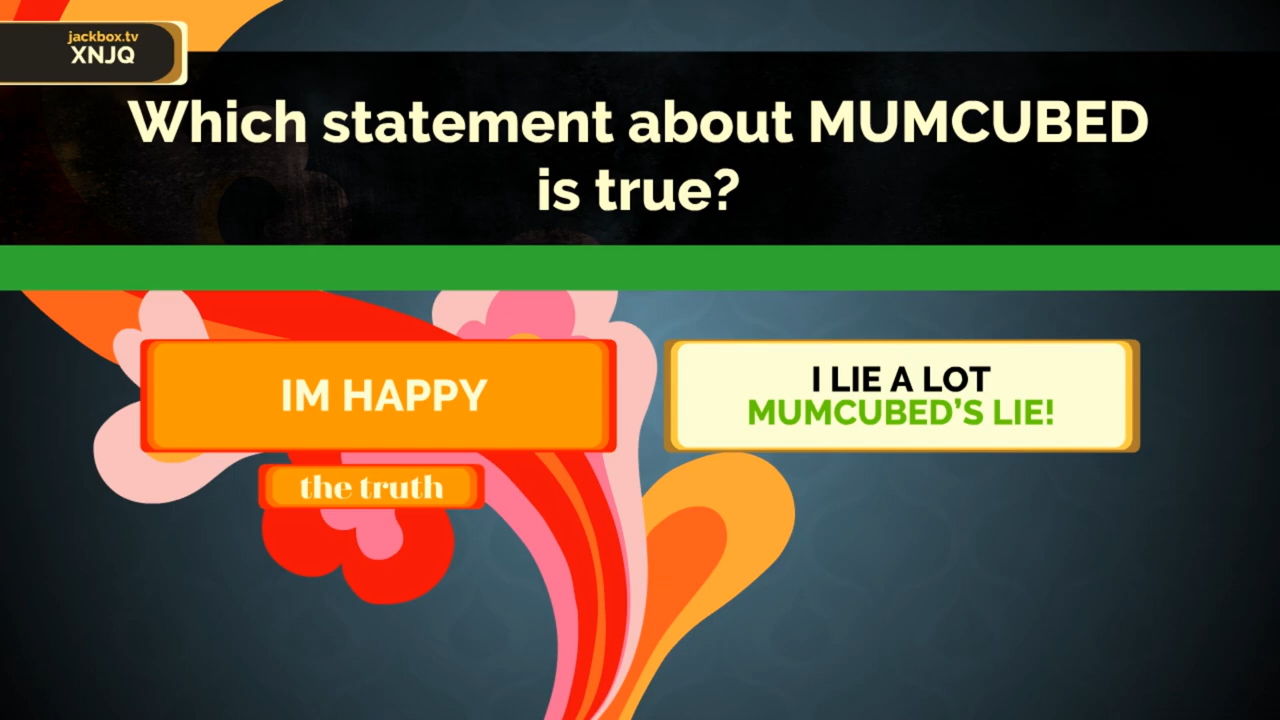 jackbox.tv
XNJQ
Which statement about MUMCUBED
is true?
IM HAPPY
I LIE A LOT
MUMCUBED'S LIE!
the truth